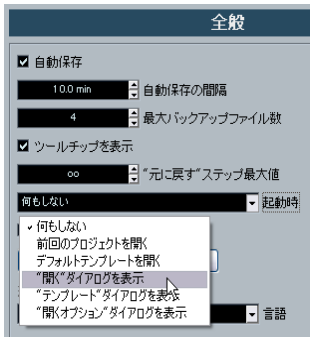 全般
自動保存
10.0 min 自動保存の間隔
4 最大バックアップファイル数
ツールチップを表示
∞ "元に戻す"ステップ最大値
何もしない 起動時
何もしない
前回のプロジェクトを開く
デフォルトテンプレートを開く
"開く"ダイアログを表示
"テンプレート"ダイアログを表示
"開くオプション"ダイアログを表示
言語